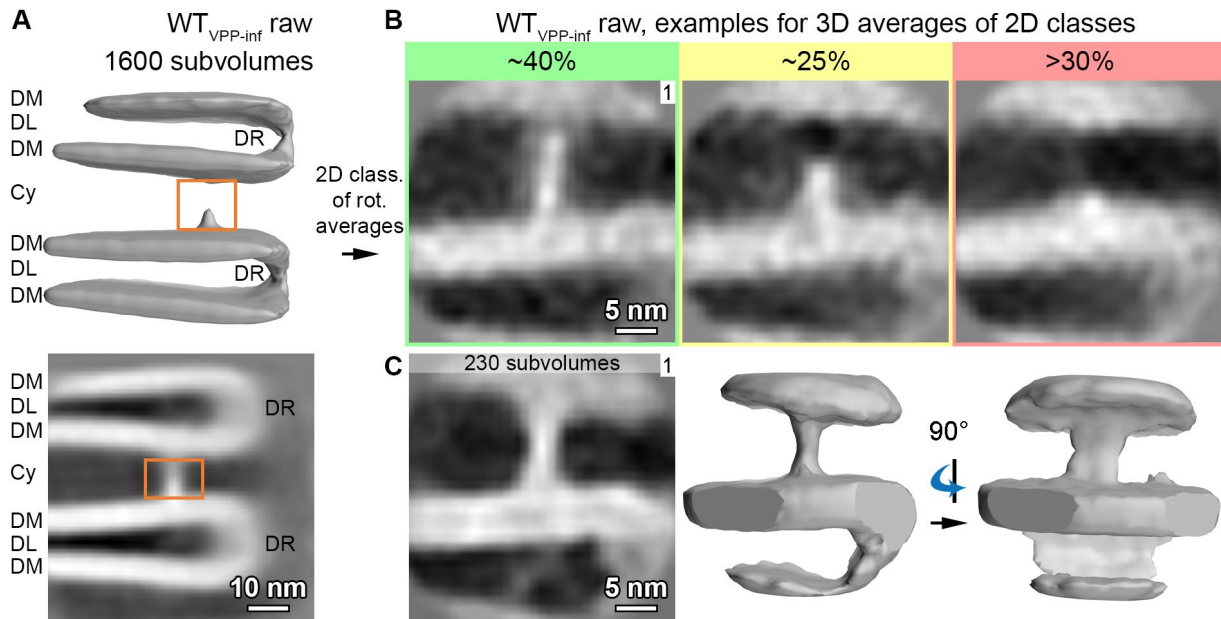 A
WT_VPP-inf raw
1600 subvolumes
DM
DL
DM
DR
Cy
DM
DL
DM
DR
2D class.
of rot.
averages
DM
DL
DM
DR
Cy
DM
DL
DM
DR
10 nm
B WT_VPP-inf raw, examples for 3D averages of 2D classes
~40% ~25% >30%
1
5 nm
C
230 subvolumes
1
5 nm
90°